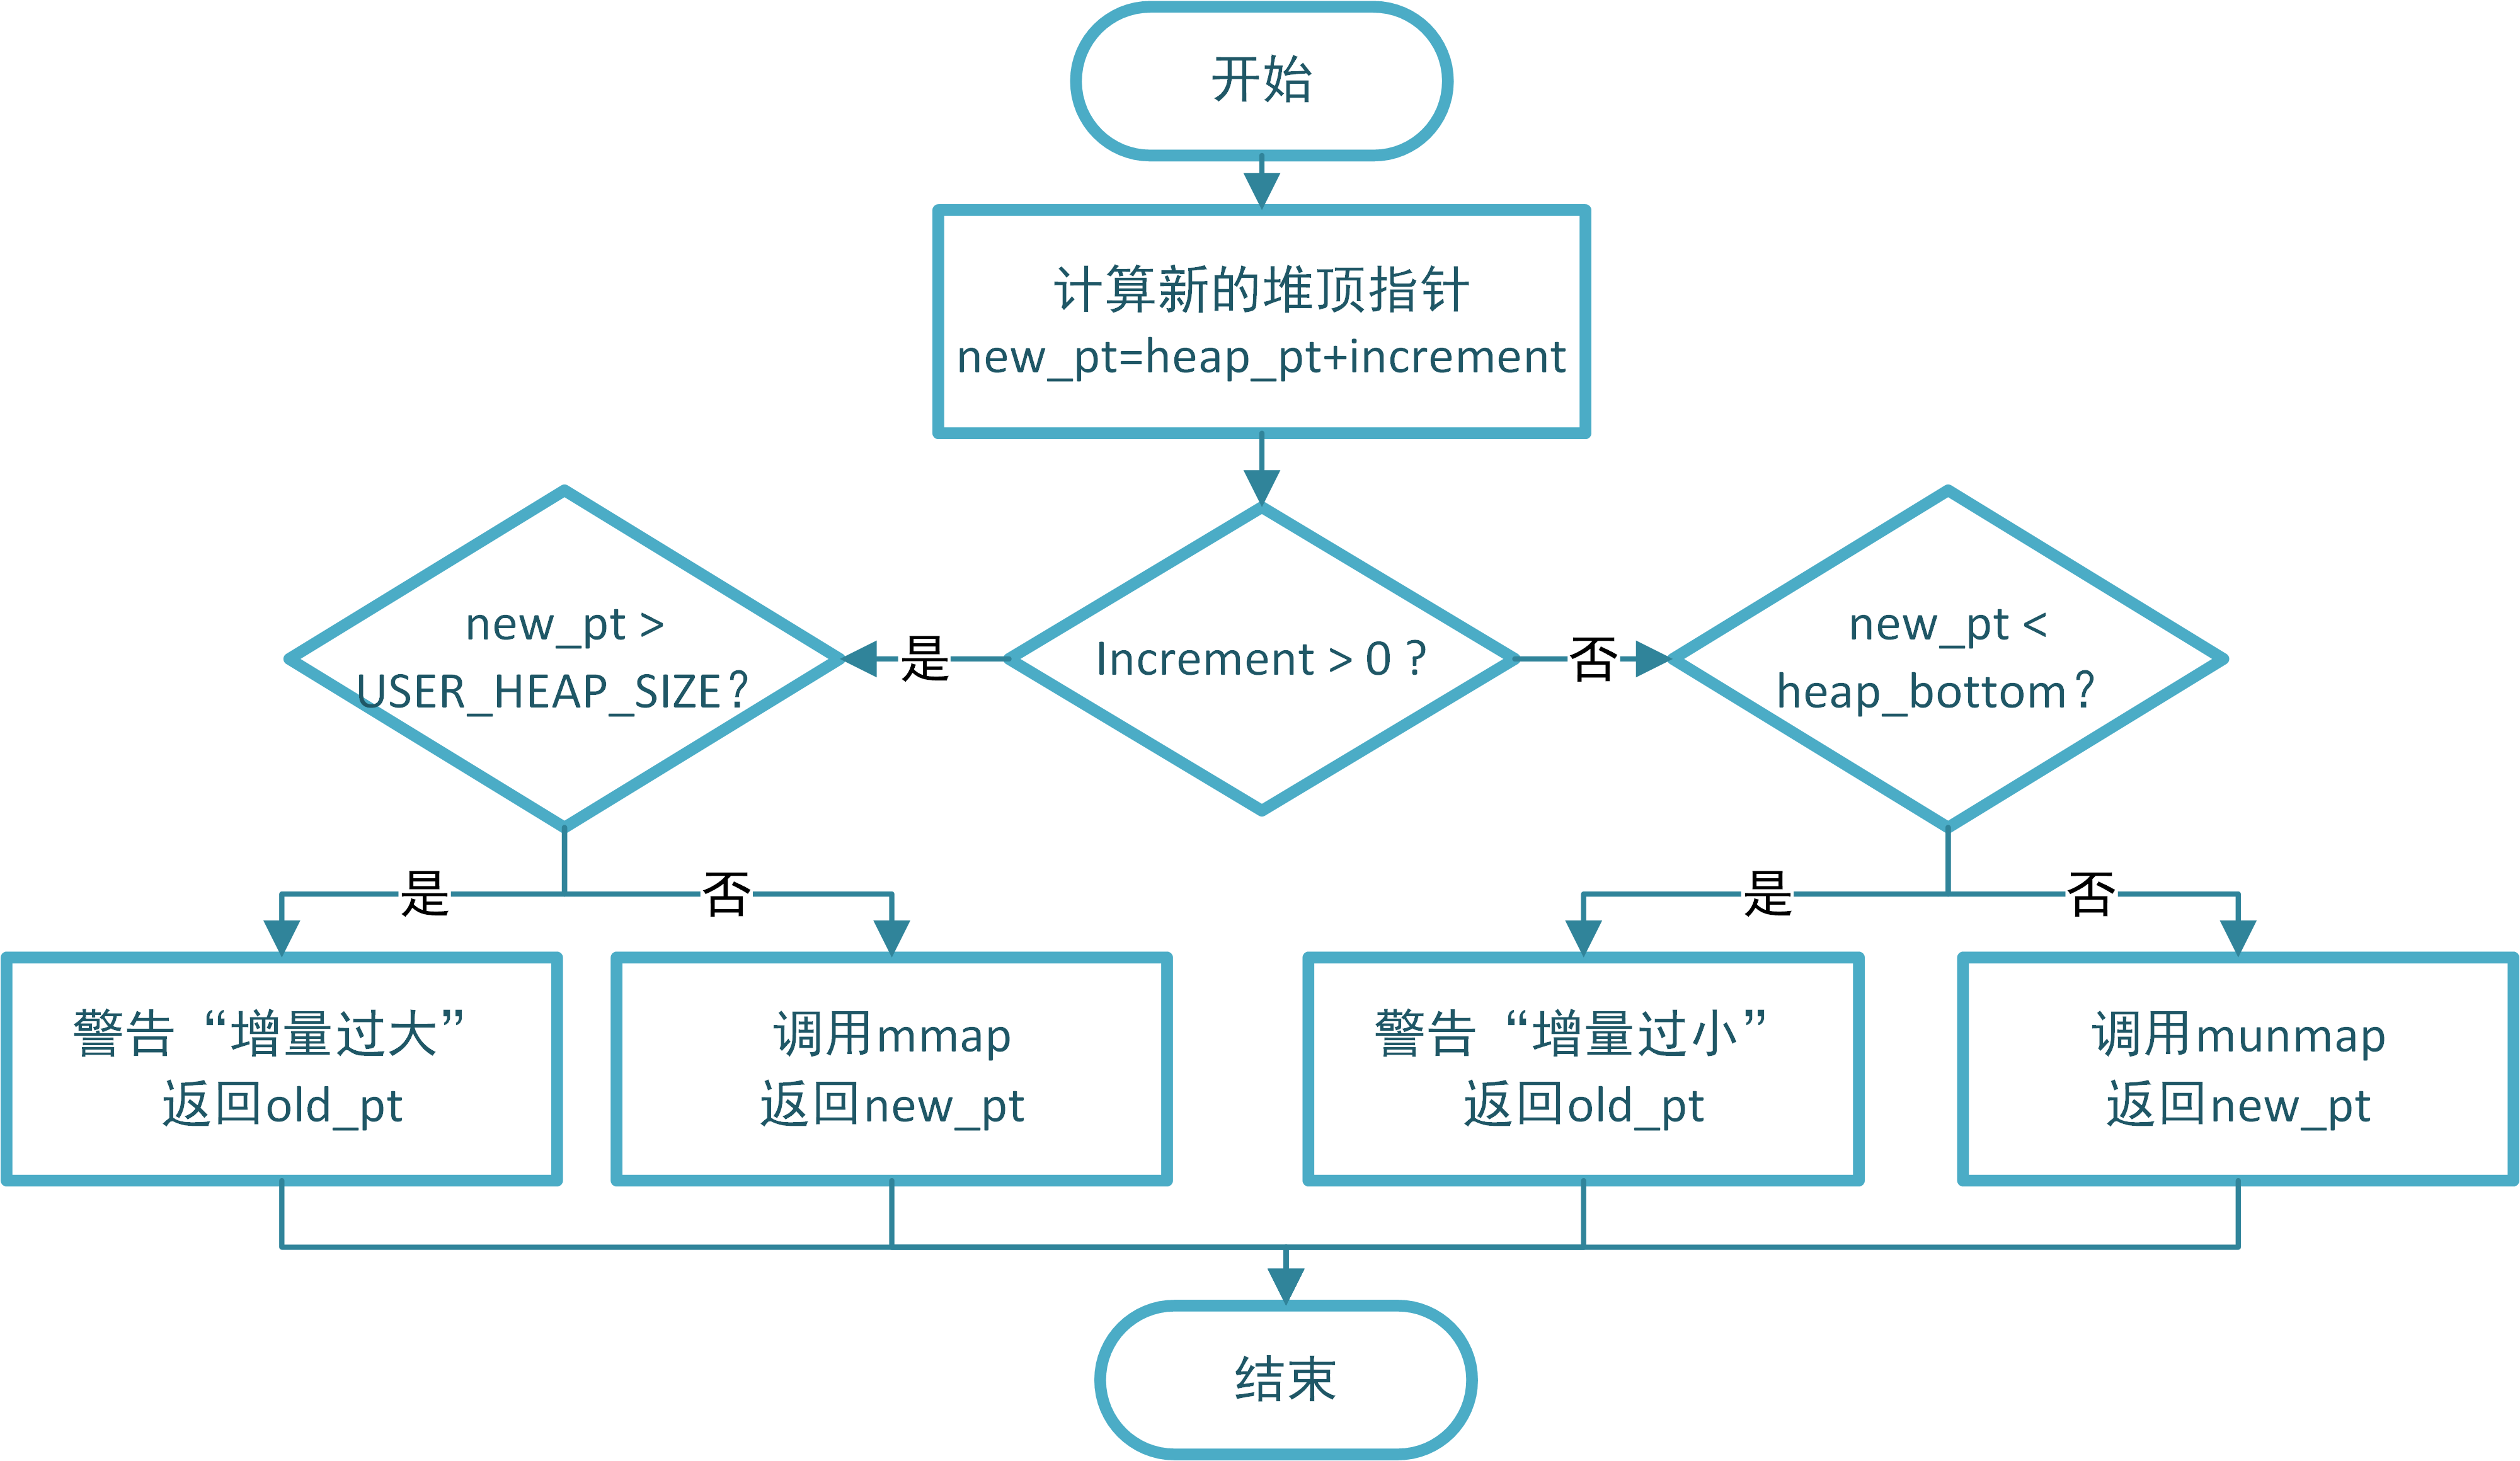 开始
计算新的堆顶指针
new_pt=heap_pt+increment
new_pt >
USER_HEAP_SIZE?
是
Increment > 0 ?
否
new_pt <
heap_bottom?
是
否
是
否
警告“增量过大”
返回old_pt
调用mmap
返回new_pt
警告“增量过小”
返回old_pt
调用munmap
返回new_pt
结束